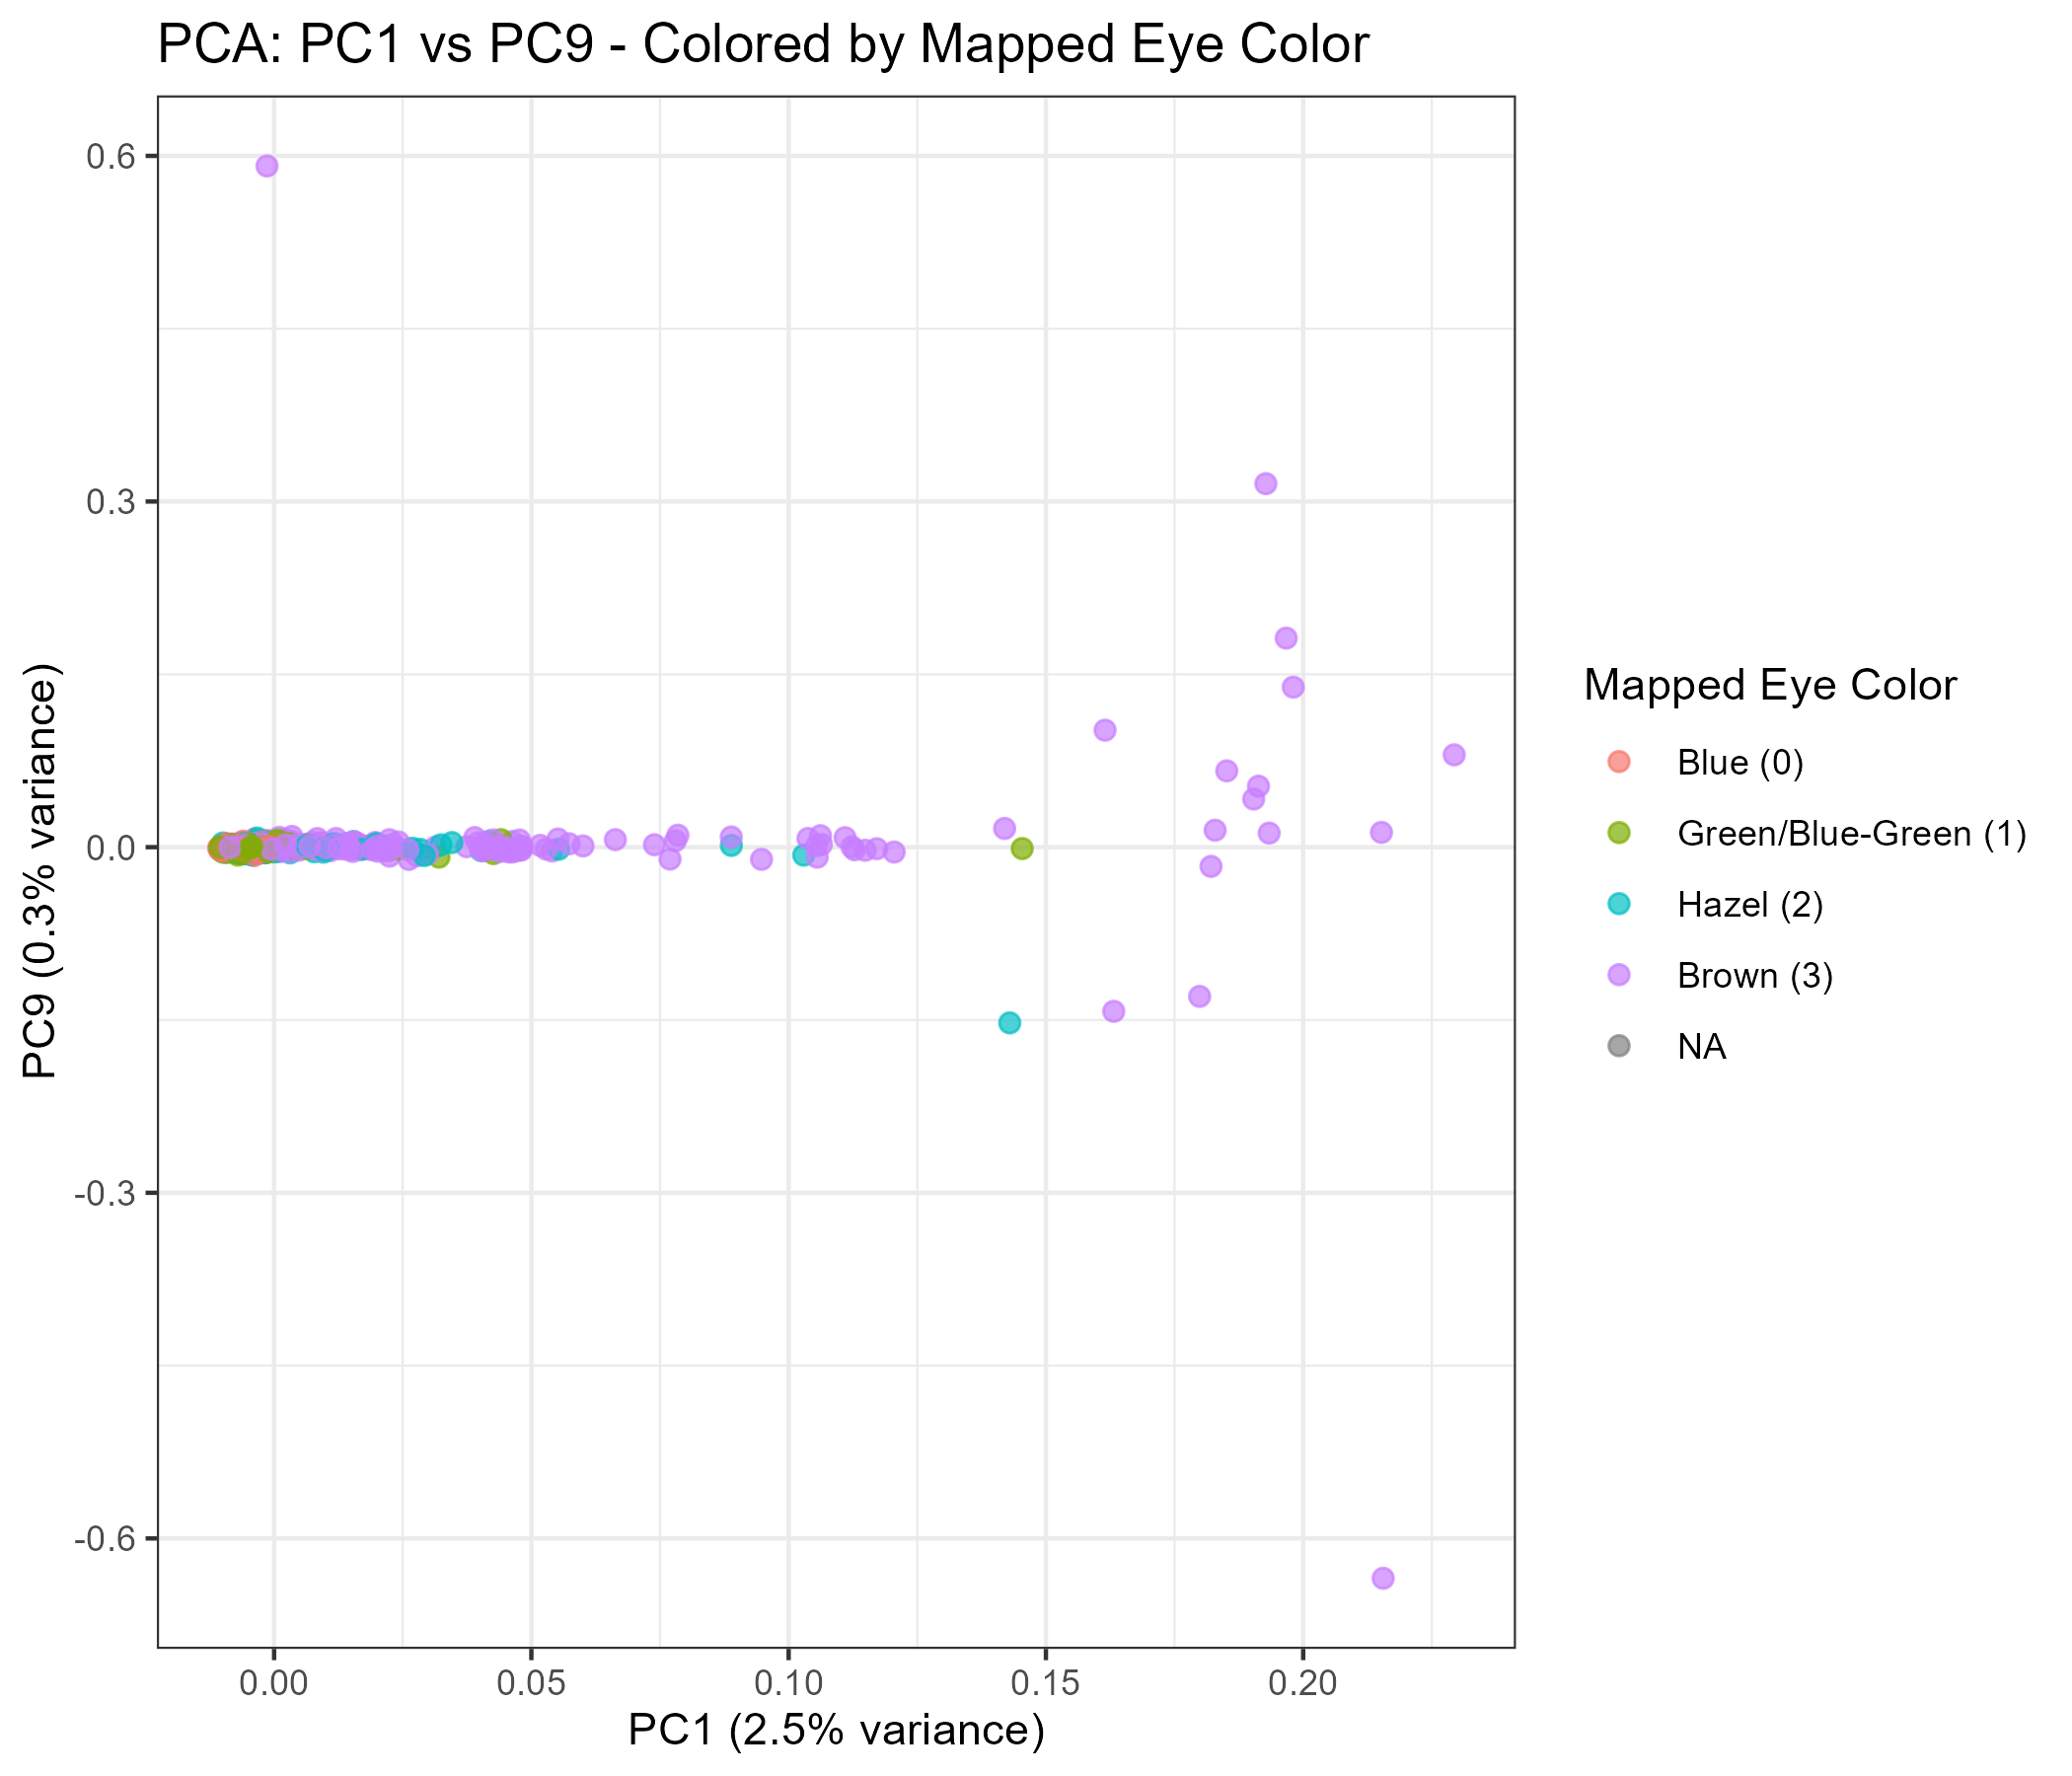 PCA: PC1 vs PC9 - Colored by Mapped Eye Color
PC9 (0.3% variance)
0.6
0.3
0.0
-0.3
-0.6
0.00
0.05
0.10
0.15
0.20
PC1 (2.5% variance)
Mapped Eye Color
Blue (0)
Green/Blue-Green (1)
Hazel (2)
Brown (3)
NA